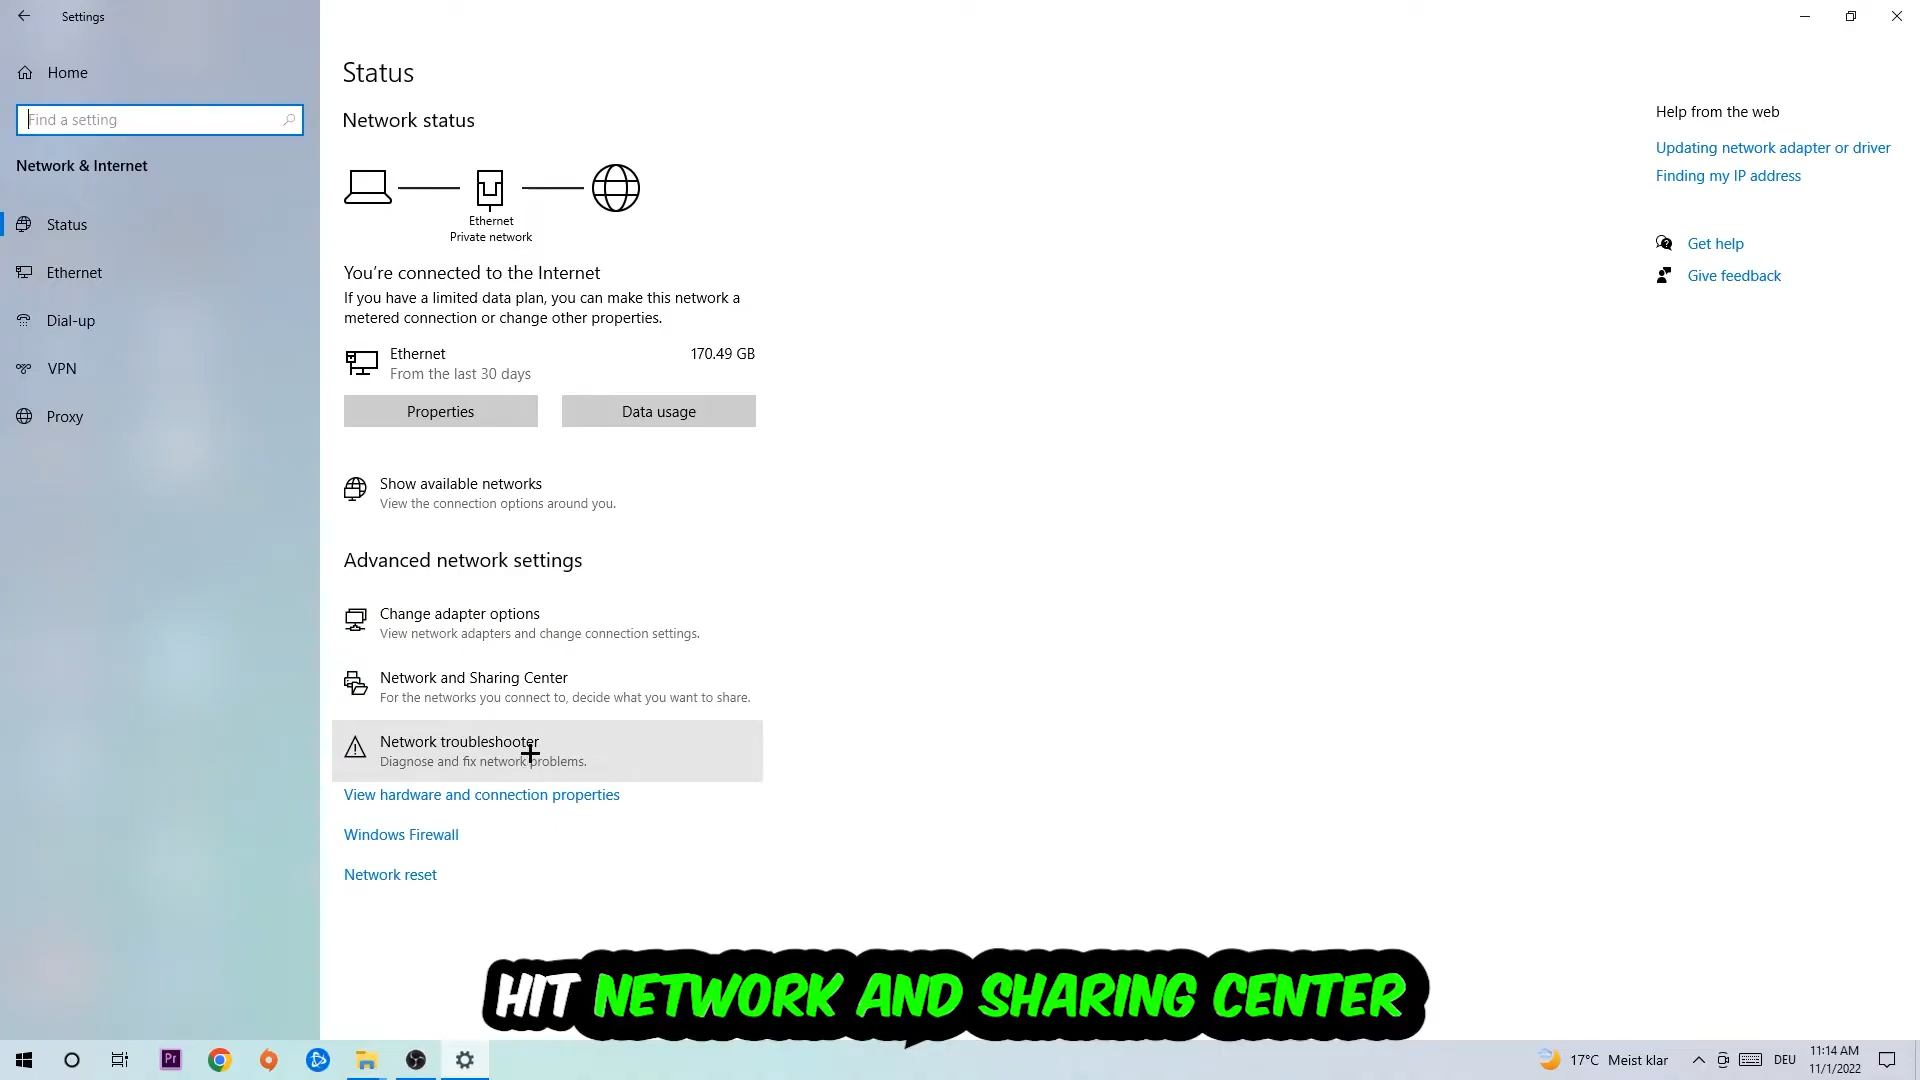 Settings
Home
Find a setting
Network & Internet
Status
Ethernet
Dial-up
VPN
Proxy
Status
Network status
Ethernet
Private network
You're connected to the Internet
If you have a limited data plan, you can make this network a
metered connection or change other properties.
Ethernet
170.49 GB
From the last 30 days
Properties
Data usage
Show available networks
View the connection options around you.
Advanced network settings
Change adapter options
View network adapters and change connection settings.
Network and Sharing Center
For the networks you connect to, decide what you want to share.
Network troubleshooter
Diagnose and fix network problems.
View hardware and connection properties
Windows Firewall
Network reset
Help from the web
Updating network adapter or driver
Finding my IP address
Get help
Give feedback
HIT NETWORK AND SHARING CENTER
Pr
17°C Meist klar
DEU
11:14 AM
11/1/2022